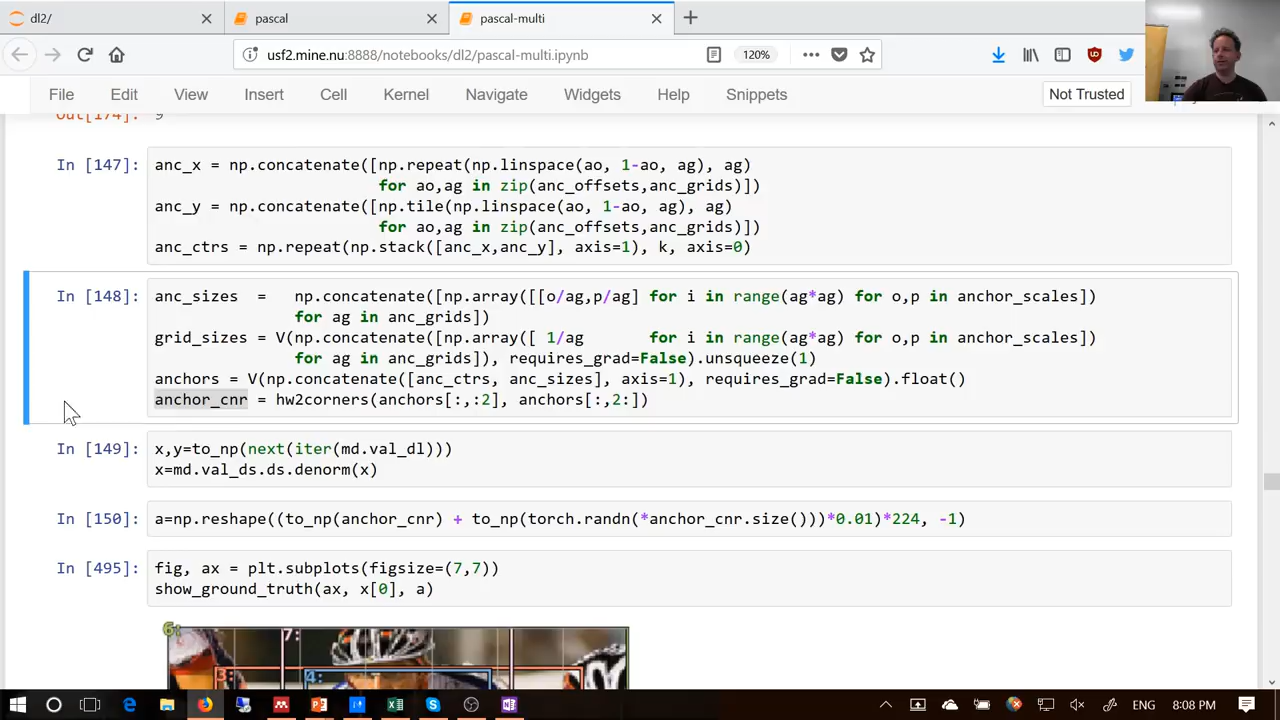 dl2/
pascal
pascal-multi
usf2.mine.nu:8888/notebooks/dl2/pascal-multi.ipynb
120%
File Edit View Insert Cell Kernel Navigate Widgets Help Snippets
Not Trusted
Out[174]: 9
In [147]: anc_x = np.concatenate([np.repeat(np.linspace(ao, 1-ao, ag), ag)
for ao,ag in zip(anc_offsets,anc_grids)])
anc_y = np.concatenate([np.tile(np.linspace(ao, 1-ao, ag), ag)
for ao,ag in zip(anc_offsets,anc_grids)])
anc_ctrs = np.repeat(np.stack([anc_x,anc_y], axis=1), k, axis=0)
In [148]: anc_sizes = np.concatenate([np.array([[o/ag,p/ag] for i in range(ag*ag) for o,p in anchor_scales])
for ag in anc_grids])
grid_sizes = V(np.concatenate([np.array([ 1/ag for i in range(ag*ag) for o,p in anchor_scales])
for ag in anc_grids]), requires_grad=False).unsqueeze(1)
anchors = V(np.concatenate([anc_ctrs, anc_sizes], axis=1), requires_grad=False).float()
anchor_cnr = hw2corners(anchors[:,:2], anchors[:,2:])
In [149]: x,y=to_np(next(iter(md.val_dl)))
x=md.val_ds.ds.denorm(x)
In [150]: a=np.reshape((to_np(anchor_cnr) + to_np(torch.randn(*anchor_cnr.size()))*0.01)*224, -1)
In [495]: fig, ax = plt.subplots(figsize=(7,7))
show_ground_truth(ax, x[0], a)
6:
7:
3:
4:
ENG 8:08 PM